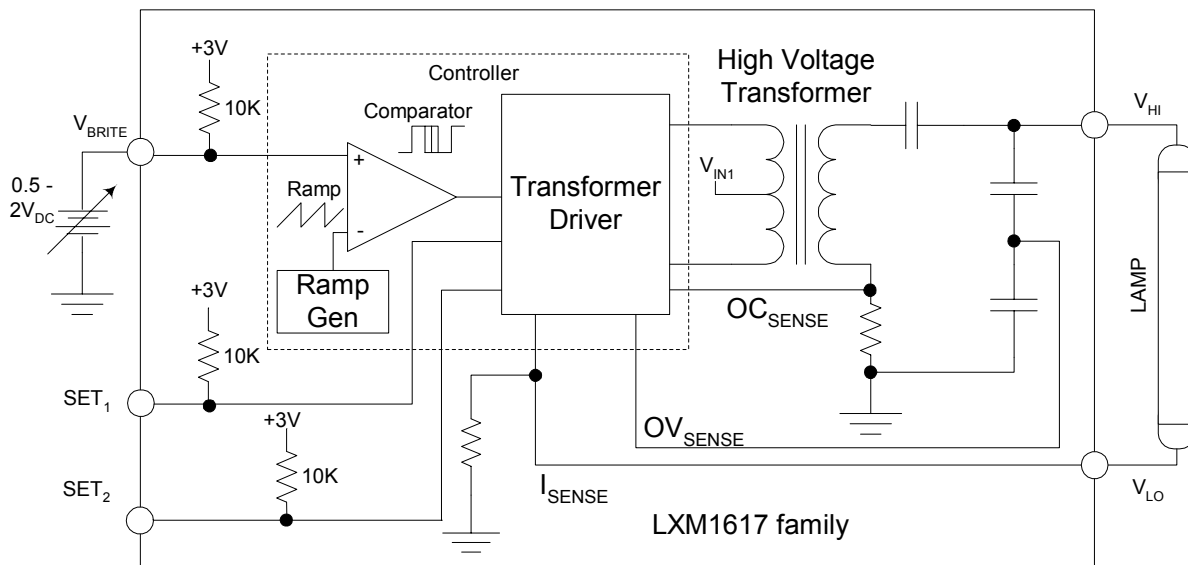 +3V
10K
V_BRITE
0.5 -
2V_DC
Controller
Comparator
Ramp
+
-
Ramp
Gen
Transformer
Driver
High Voltage
Transformer
V_IN1
V_HI
LAMP
OC_SENSE
+3V
10K
SET_1
+3V
10K
SET_2
OV_SENSE
I_SENSE
V_LO
LXM1617 family